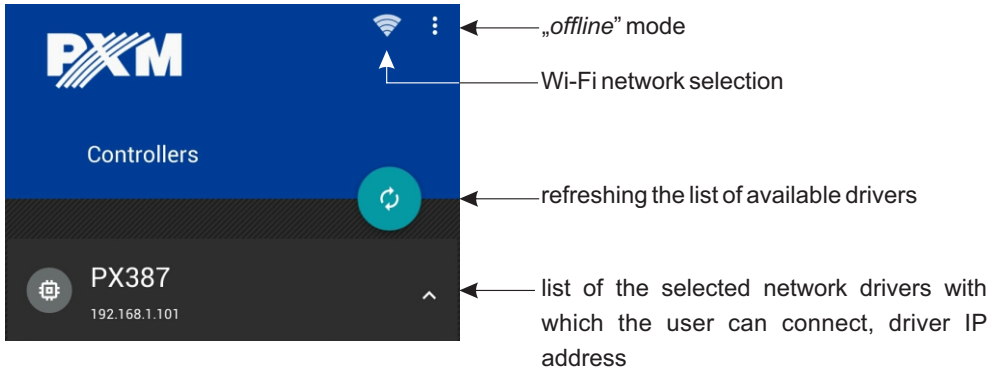 PXM
„offline” mode
Wi-Fi network selection
Controllers
refreshing the list of available drivers
PX387
192.168.1.101
list of the selected network drivers with
which the user can connect, driver IP
address